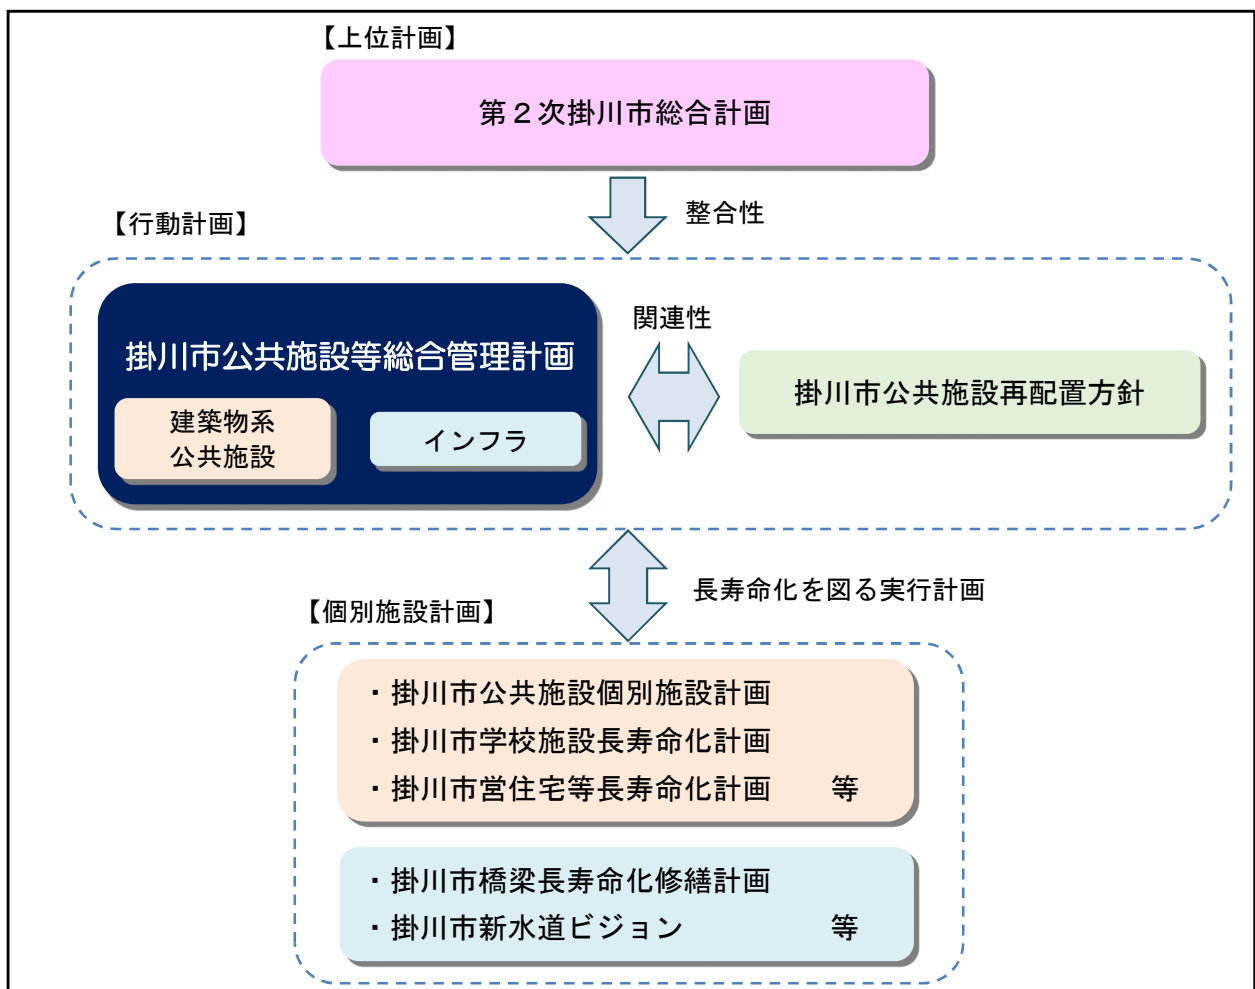 【上位計画】
第２次掛川市総合計画
整合性
【行動計画】
掛川市公共施設等総合管理計画
建築物系
公共施設
インフラ
関連性
掛川市公共施設再配置方針
長寿命化を図る実行計画
【個別施設計画】
・掛川市公共施設個別施設計画
・掛川市学校施設長寿命化計画
・掛川市営住宅等長寿命化計画　　等
・掛川市橋梁長寿命化修繕計画
・掛川市新水道ビジョン　　　　　等